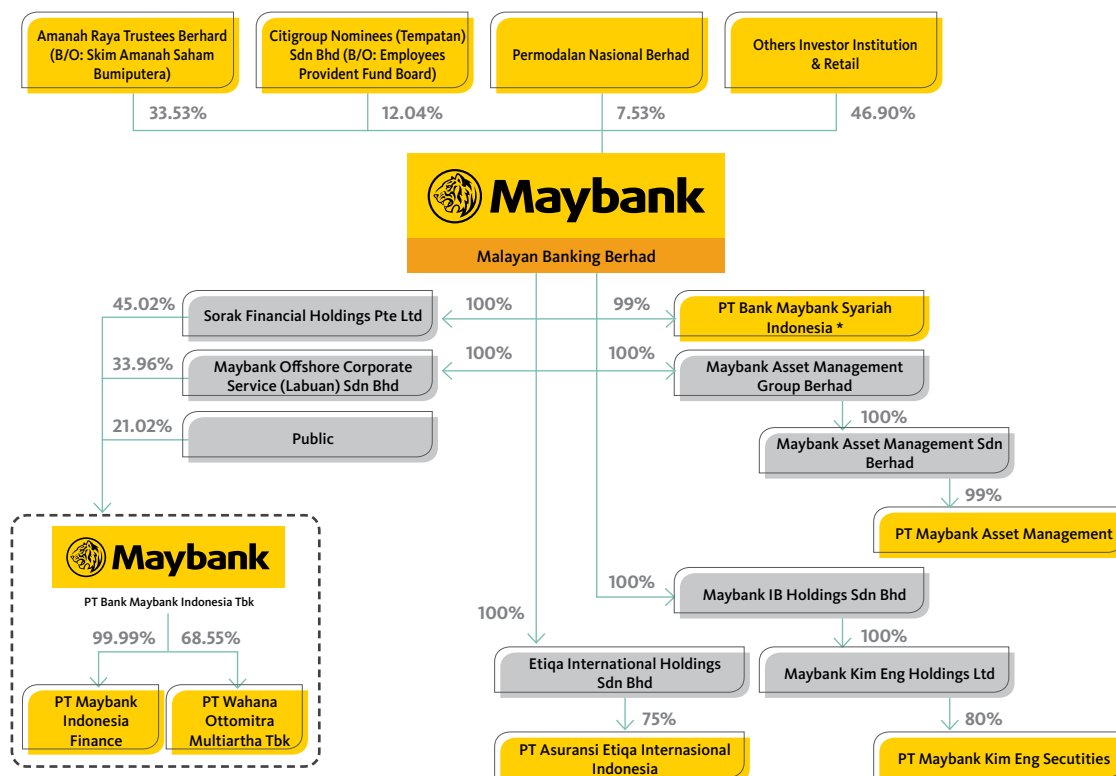 Amanah Raya Trustees Berhard
(B/O: Skim Amanah Saham
Bumiputera)
Citigroup Nominees (Tempatan)
Sdn Bhd (B/O: Employees
Provident Fund Board)
Permodalan Nasional Berhad
Others Investor Institution
& Retail
33.53%
12.04%
7.53%
46.90%
Maybank
Malayan Banking Berhad
45.02%
Sorak Financial Holdings Pte Ltd
100%
99%
PT Bank Maybank Syariah
Indonesia *
33.96%
Maybank Offshore Corporate
Service (Labuan) Sdn Bhd
100%
100%
Maybank Asset Management
Group Berhad
21.02%
Public
100%
Maybank Asset Management Sdn
Berhad
99%
PT Maybank Asset Management
Maybank
PT Bank Maybank Indonesia Tbk
99.99%
68.55%
PT Maybank
Indonesia
Finance
PT Wahana
Ottomitra
Multiartha Tbk
100%
Maybank IB Holdings Sdn Bhd
100%
100%
Etiqa International Holdings
Sdn Bhd
Maybank Kim Eng Holdings Ltd
75%
80%
PT Asuransi Etiqa Internasional
Indonesia
PT Maybank Kim Eng Secutities